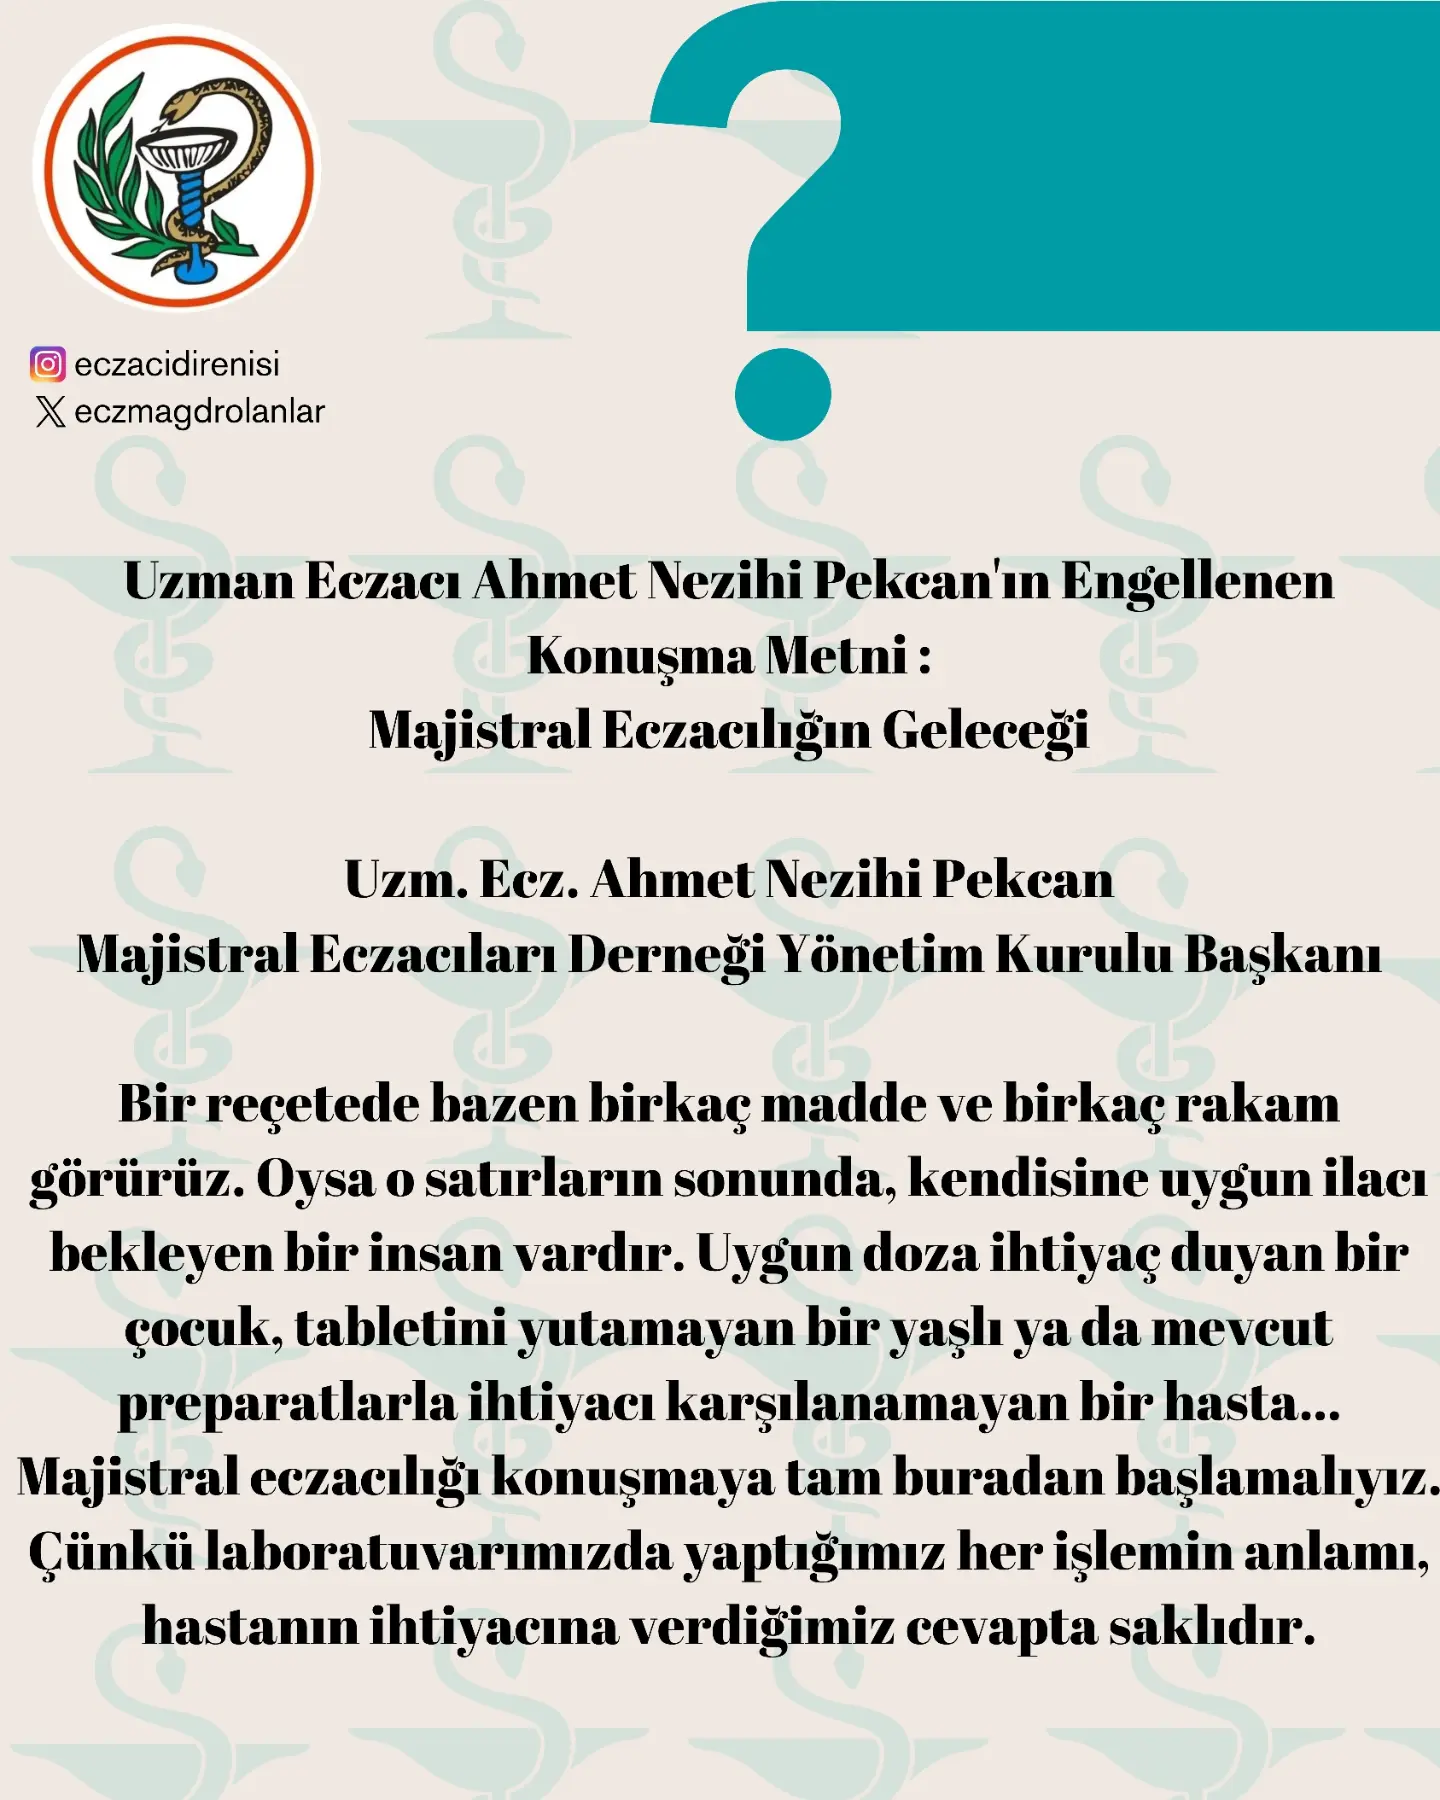 eczacidirenisi
eczmagdrolanlar
Uzman Eczacı Ahmet Nezihi Pekcan'ın Engellenen
Konuşma Metni :
Majistral Eczacılığın Geleceği
Uzm. Ecz. Ahmet Nezihi Pekcan
Majistral Eczacıları Derneği Yönetim Kurulu Başkanı
Bir reçetede bazen birkaç madde ve birkaç rakam
görürüz. Oysa o satırların sonunda, kendisine uygun ilacı
bekleyen bir insan vardır. Uygun doza ihtiyaç duyan bir
çocuk, tabletini yutamayan bir yaşlı ya da mevcut
preparatlarla ihtiyacı karşılanamayan bir hasta...
Majistral eczacılığı konuşmaya tam buradan başlamalıyız.
Çünkü laboratuvarımızda yaptığımız her işlemin anlamı,
hastanın ihtiyacına verdiğimiz cevapta saklıdır.